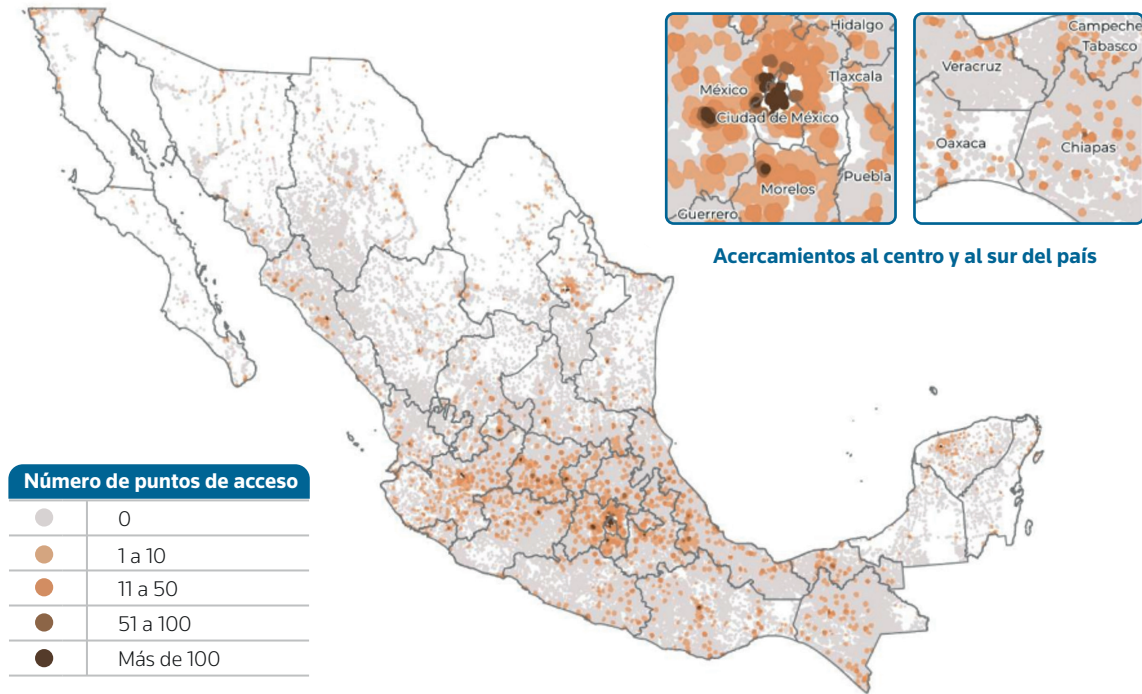 Hidalgo
Tlaxcala
México
Ciudad de México
Puebla
Morelos
Guerrero
Campeche
Tabasco
Veracruz
Oaxaca
Chiapas
Acercamientos al centro y al sur del país
Número de puntos de acceso
0
1 a 10
11 a 50
51 a 100
Más de 100